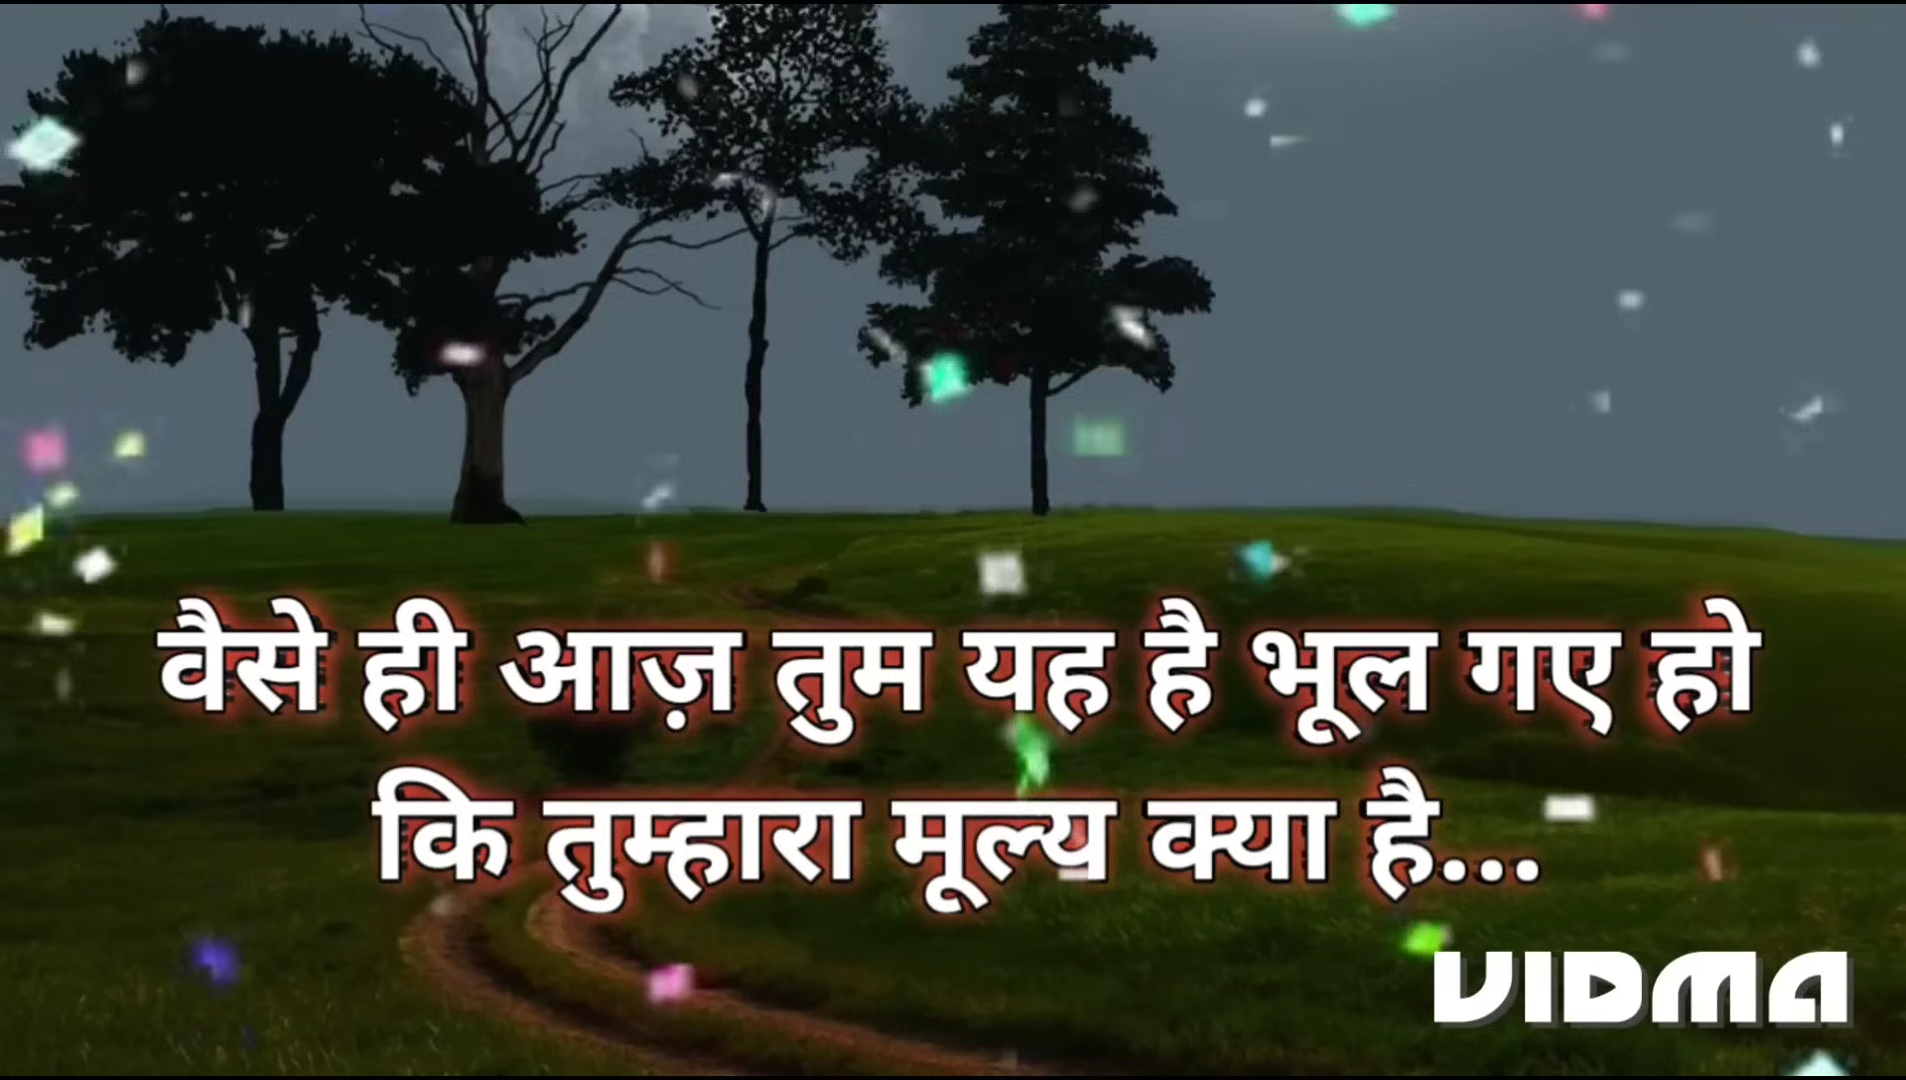 वैसे ही आज़ तुम यह है भूल गए हो
कि तुम्हारा मूल्य क्या है...
VIDMA